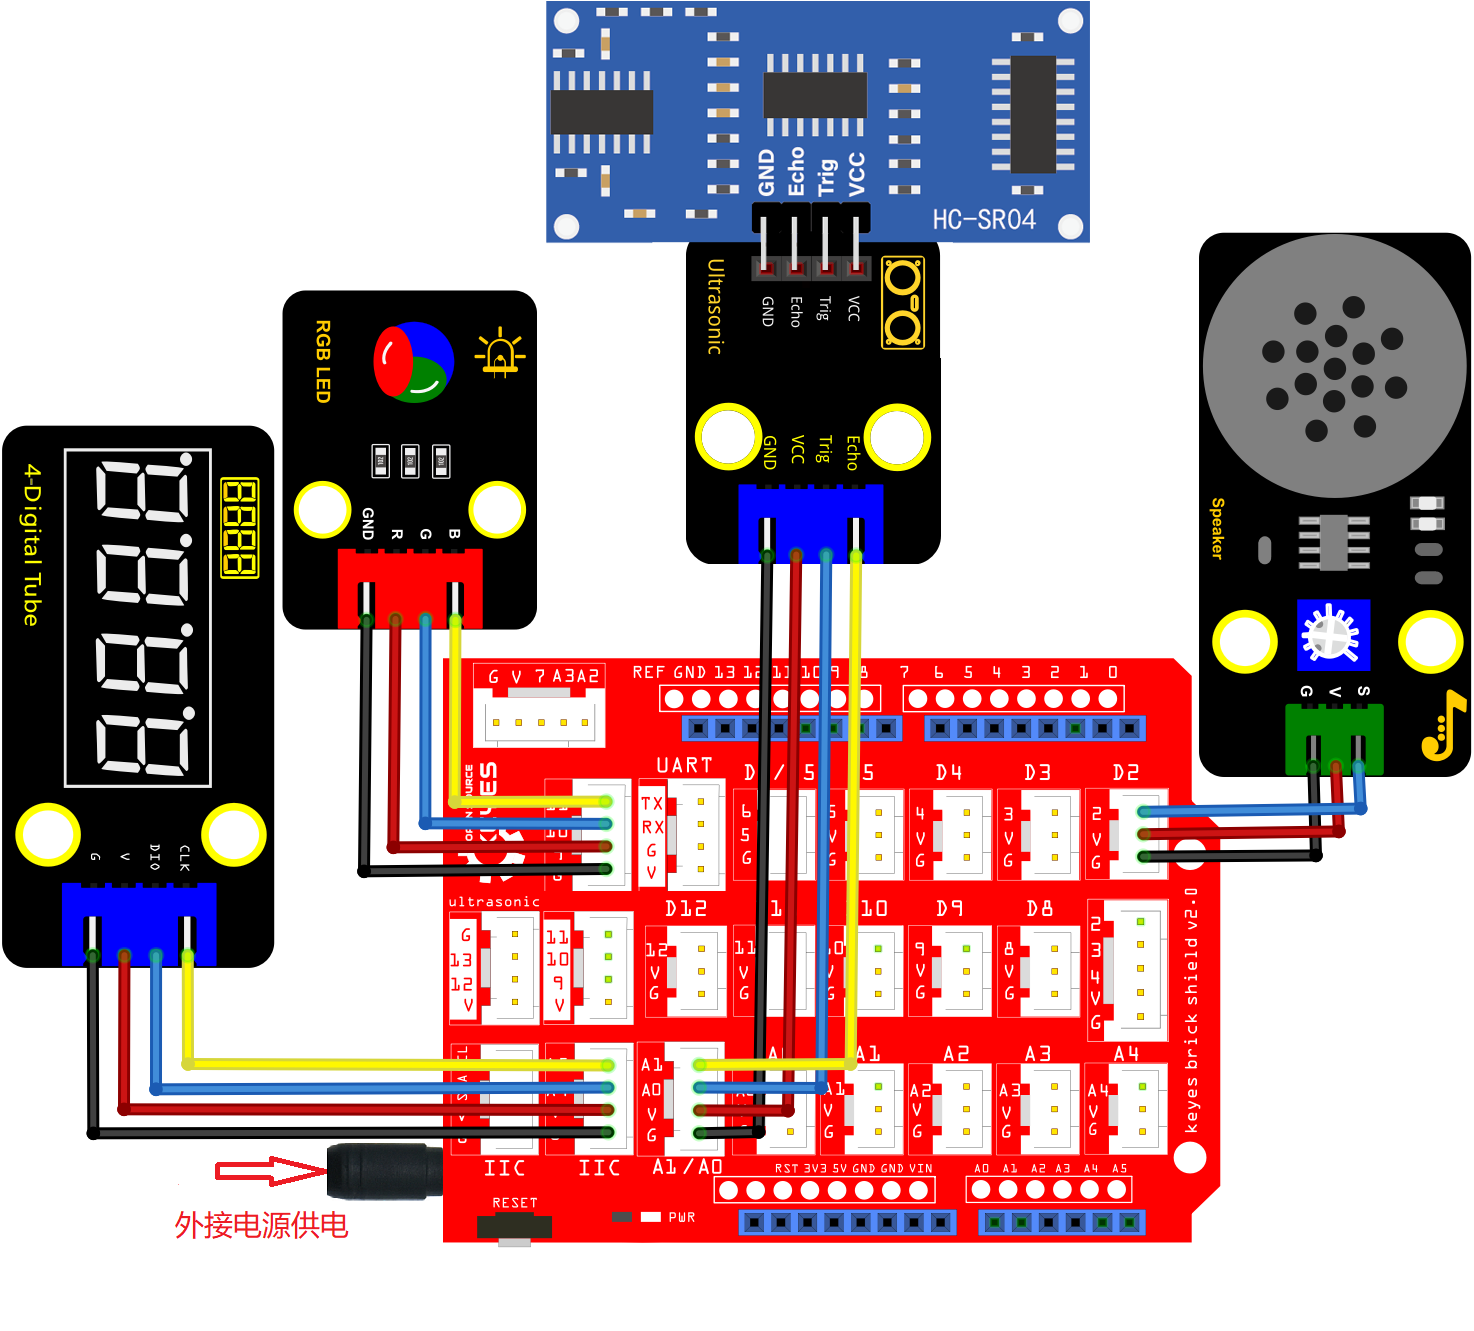 GND
Echo
Trig
VCC
HC-SR04
Ultrasonic
GND
Echo
Trig
VCC
GND
VCC
Trig
Echo
RGB LED
GND
R
G
B
4-Digital Tube
G
V
DIO
CLK
Speaker
G
V
S
REF GND 13 12 11 10 9 8 7 6 5 4 3 2 1 0
G V 7 A3 A2
UART
TX
RX
G
V
D4
4
V
G
D3
3
V
G
D2
2
V
G
ultrasonic
G
13
12
V
11
10
9
V
D12
12
V
G
11
V
G
10
V
G
D9
9
V
G
D8
8
V
G
2
3
4
V
G
keyes brick shield v2.0
A1
A0
V
G
A1/A0
A1
A1
V
G
A2
A2
V
G
A3
A3
V
G
A4
A4
V
G
IIC
IIC
RESET
PWR
RST 3V3 5V GND GND VIN
A0 A1 A2 A3 A4 A5
外接电源供电